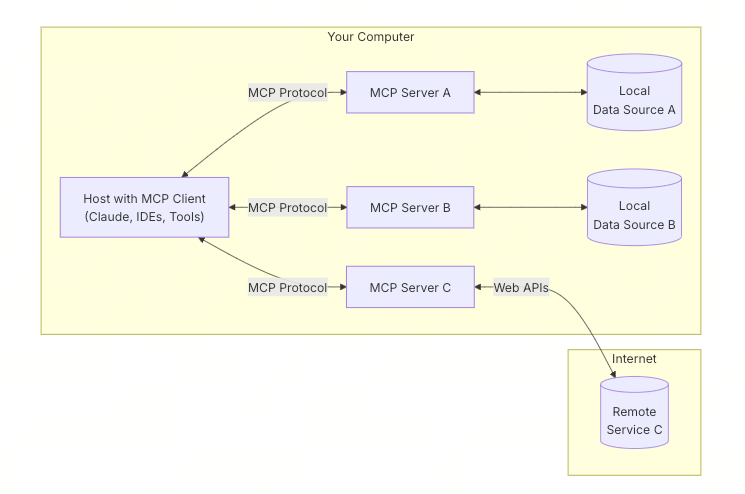 Your Computer
MCP Protocol
MCP Server A
Local
Data Source A
Host with MCP Client
(Claude, IDEs, Tools)
MCP Protocol
MCP Server B
Local
Data Source B
MCP Protocol
MCP Server C
Web APIs
Internet
Remote
Service C